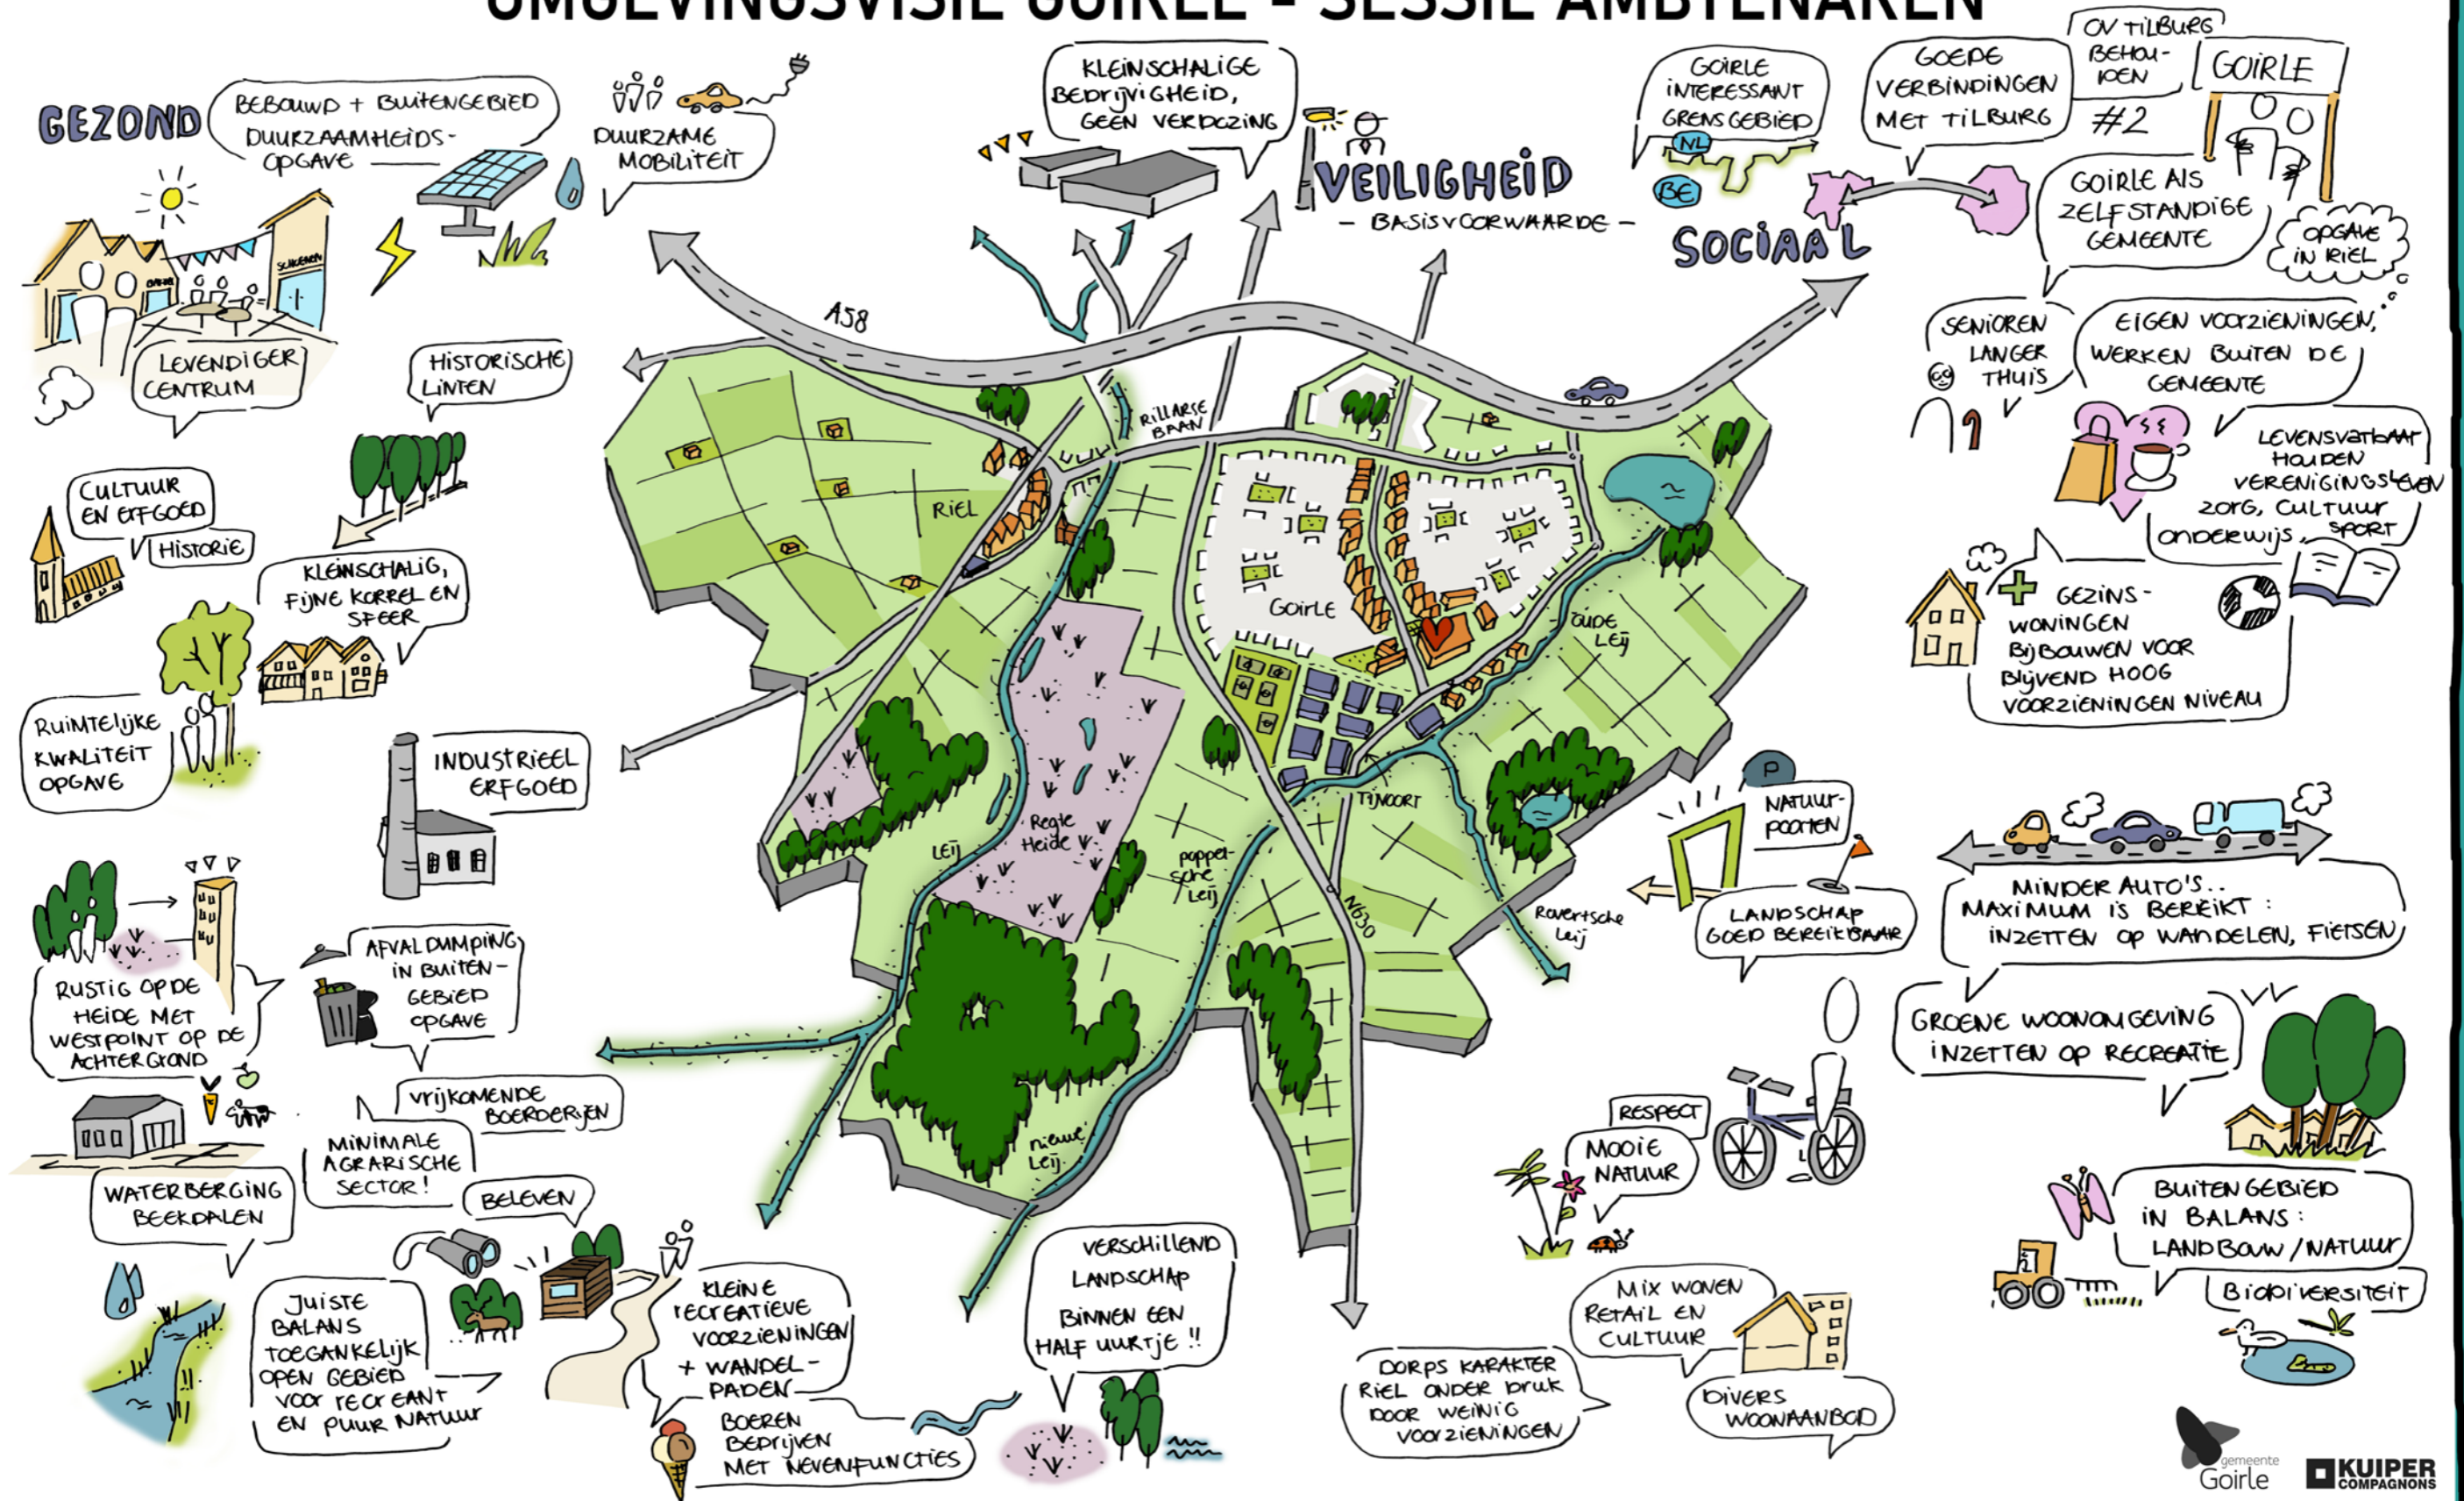 OMGEVINGSVISIE GOIRLE - SESSIE AMBTENAREN
GEZOND
BEBOUWD + BUITENGEBIED
DUURZAAMHEIDS-
OPGAVE
DUURZAME
MOBILITEIT
KLEINSCHALIGE
BEDRIJVIGHEID,
GEEN VERDOZING
VEILIGHEID
- BASISVOORWAARDE -
GOIRLE
INTERESSANT
GRENSGEBIED
NL
BE
SOCIAAL
GOEDE
VERBINDINGEN
MET TILBURG
OV TILBURG
BEHOU-
DEN
#2
GOIRLE
GOIRLE ALS
ZELFSTANDIGE
GEMEENTE
OPGAVE
IN RIEL
SENIOREN
LANGER
THUIS
EIGEN VOORZIENINGEN,
WERKEN BUITEN DE
GEMEENTE
LEVENSVATBAAR
HOUDEN
VERENIGINGSLEVEN
ZORG, CULTUUR
ONDERWIJS, SPORT
+ GEZINS-
WONINGEN
BIJBOUWEN VOOR
BLIJVEND HOOG
VOORZIENINGEN NIVEAU
SCHOENEN
LEVENDIGER
CENTRUM
HISTORISCHE
LINTEN
CULTUUR
EN ERFGOED
HISTORIE
KLEINSCHALIG,
FIJNE KORREL EN
SFEER
RUIMTELIJKE
KWALITEIT
OPGAVE
INDUSTRIEEL
ERFGOED
A58
RILLARSE
BAAN
RIEL
GOIRLE
OUDE
LEIJ
TIJVOORT
Regte
Heide
LEIJ
poppel-
sche
Leij
N630
Rovertsche
Leij
nieuwe
Leij
P
NATUUR-
POORTEN
LANDSCHAP
GOED BEREIKBAAR
MINDER AUTO'S..
MAXIMUM IS BEREIKT:
INZETTEN OP WANDELEN, FIETSEN
GROENE WOONOMGEVING
INZETTEN OP RECREATIE
RUSTIG OP DE
HEIDE MET
WESTPOINT OP DE
ACHTERGROND
AFVALDUMPING
IN BUITEN-
GEBIED
OPGAVE
VRIJKOMENDE
BOERDERIJEN
MINIMALE
AGRARISCHE
SECTOR!
WATERBERGING
BEEKDALEN
BELEVEN
JUISTE
BALANS
TOEGANKELIJK
OPEN GEBIED
VOOR RECREANT
EN PUUR NATUUR
KLEINE
RECREATIEVE
VOORZIENINGEN
+ WANDEL-
PADEN
BOEREN
BEDRIJVEN
MET NEVENFUNCTIES
VERSCHILLEND
LANDSCHAP
BINNEN EEN
HALF UURTJE!!
RESPECT
MOOIE
NATUUR
MIX WONEN
RETAIL EN
CULTUUR
DORPS KARAKTER
RIEL ONDER DRUK
DOOR WEINIG
VOORZIENINGEN
DIVERS
WOONAANBOD
BUITENGEBIED
IN BALANS:
LANDBOUW/NATUUR
BIODIVERSITEIT
gemeente
Goirle
KUIPER
COMPAGNONS